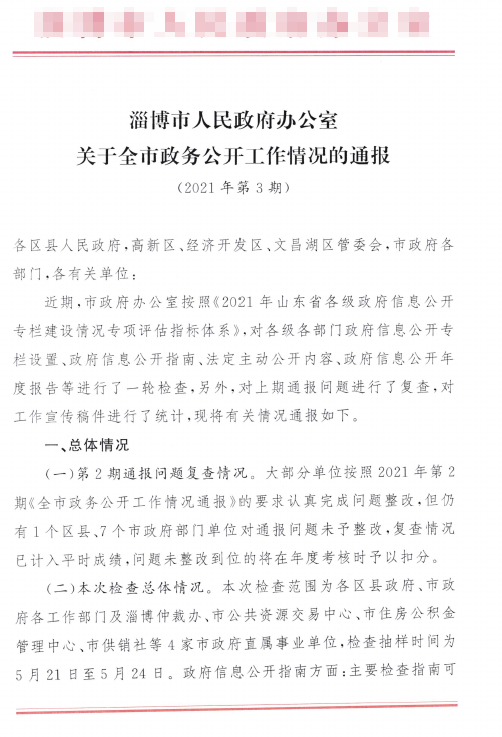 淄博市人民政府办公室
关于全市政务公开工作情况的通报
(2021年第3期)
各区县人民政府,高新区、经济开发区、文昌湖区管委会,市政府各
部门,各有关单位:
近期,市政府办公室按照《2021年山东省各级政府信息公开
专栏建设情况专项评估指标体系》,对各级各部门政府信息公开专
栏设置、政府信息公开指南、法定主动公开内容、政府信息公开年
度报告等进行了一轮检查,另外,对上期通报问题进行了复查,对
工作宣传稿件进行了统计,现将有关情况通报如下。
一、总体情况
(一)第2期通报问题复查情况。大部分单位按照2021年第2
期《全市政务公开工作情况通报》的要求认真完成问题整改,但仍
有1个区县、7个市政府部门单位对通报问题未予整改,复查情况
已计入平时成绩,问题未整改到位的将在年度考核时予以扣分。
(二)本次检查总体情况。本次检查范围为各区县政府、市政
府各工作部门及淄博仲裁办、市公共资源交易中心、市住房公积金
管理中心、市供销社等4家市政府直属事业单位,检查抽样时间为
5月21日至5月24日。政府信息公开指南方面:主要检查指南可